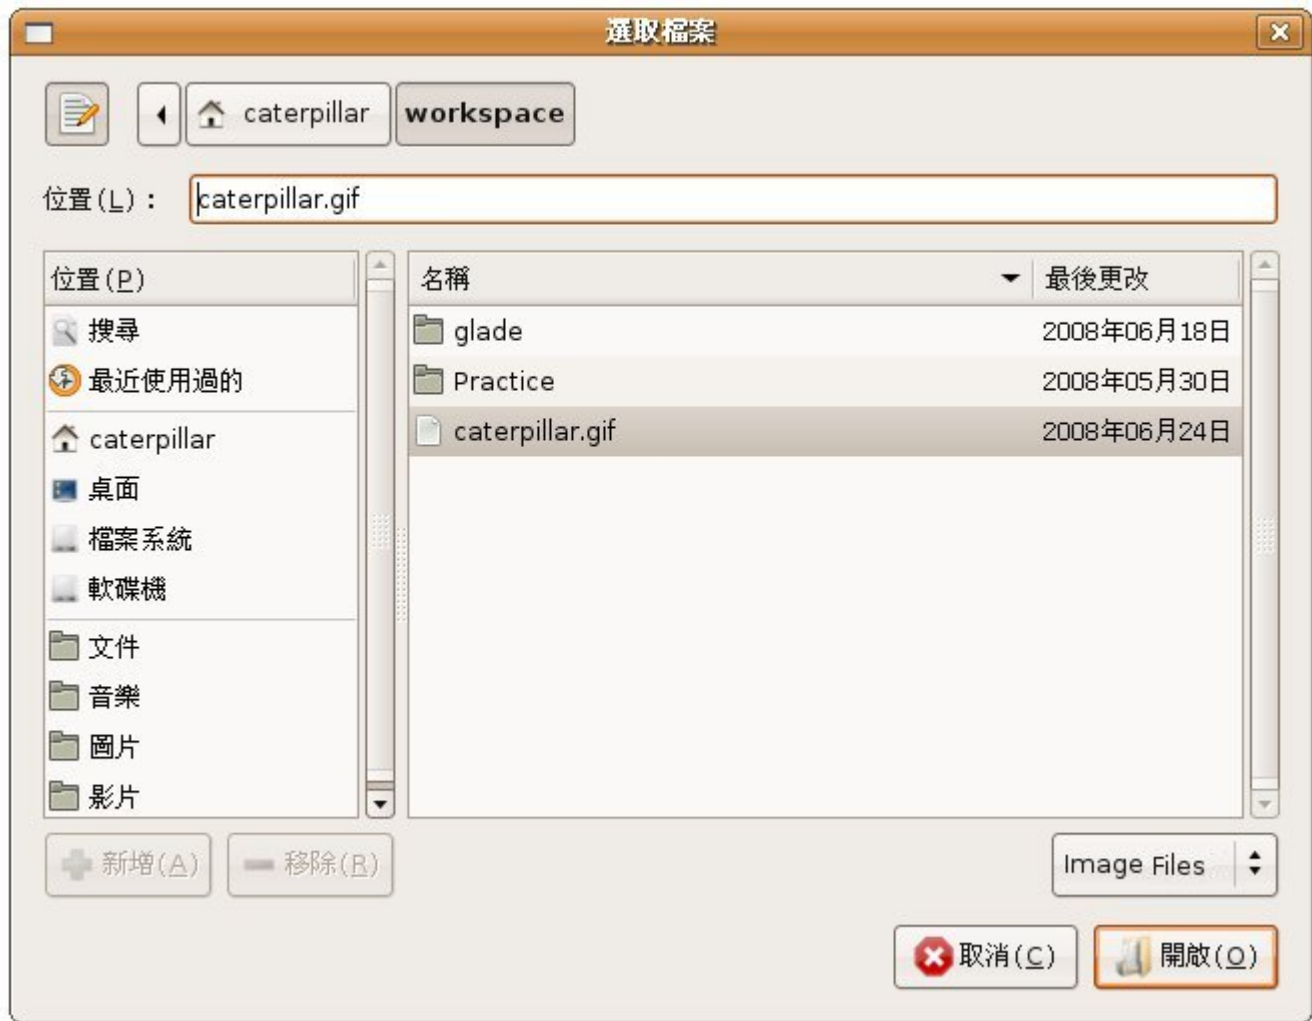 選取檔案
caterpillar workspace
位置(L)： caterpillar.gif
位置(P)
搜尋
最近使用過的
caterpillar
桌面
檔案系統
軟碟機
文件
音樂
圖片
影片
名稱 最後更改
glade 2008年06月18日
Practice 2008年05月30日
caterpillar.gif 2008年06月24日
新增(A) 移除(R) Image Files
取消(C) 開啟(O)